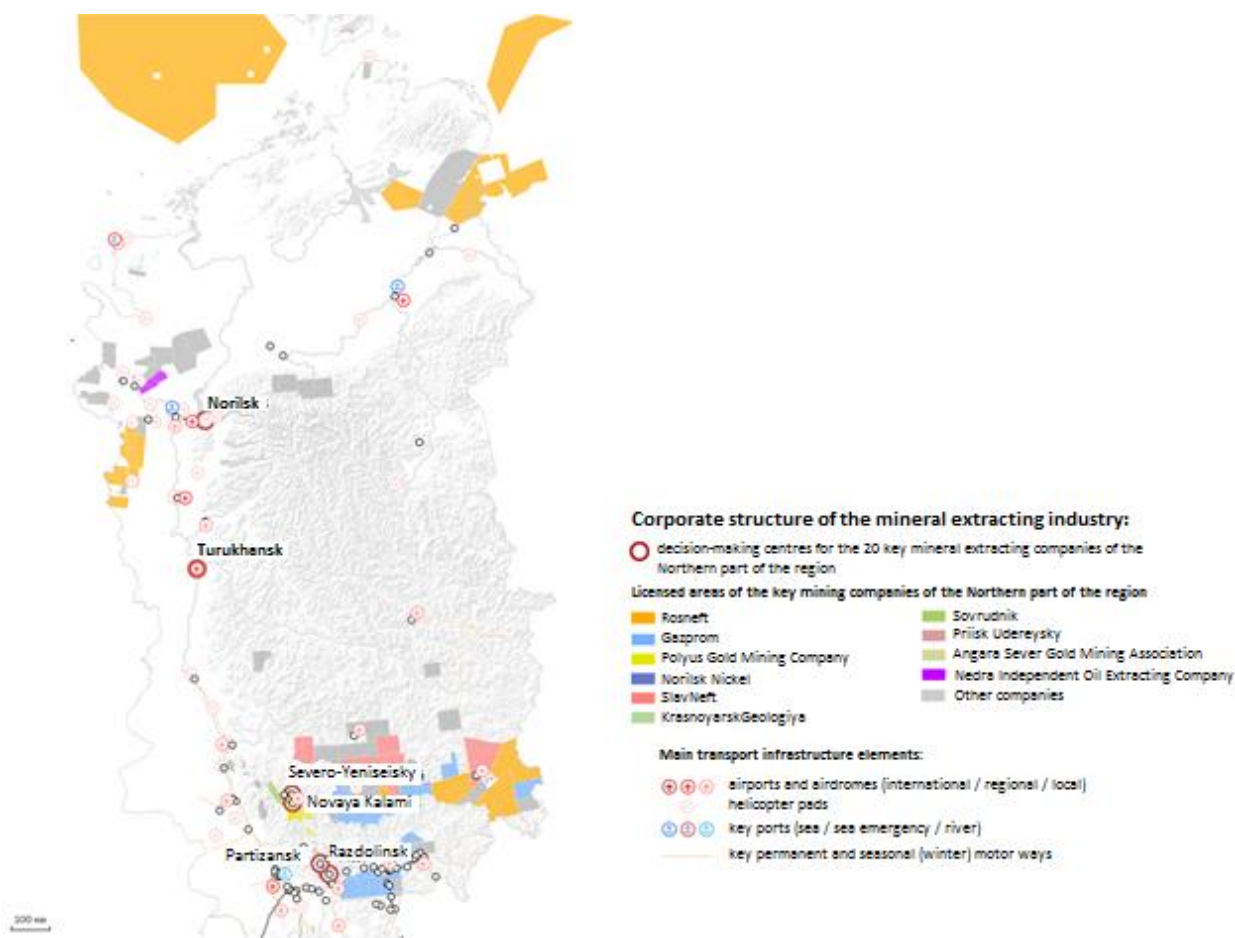 Norilsk
Turukhansk
Severo-Yeniseisky
Novaya Kalami
Partizansk
Razdolinsk
Corporate structure of the mineral extracting industry:
decision-making centres for the 20 key mineral extracting companies of the
Northern part of the region
Licensed areas of the key mining companies of the Northern part of the region
Rosneft
Gazprom
Polyus Gold Mining Company
Norilsk Nickel
SlavNeft
KrasnoyarskGeologiya
Sovrudnik
Priisk Udereysky
Angara Sever Gold Mining Association
Nedra Independent Oil Extracting Company
Other companies
Main transport infrastructure elements:
airports and airdromes (international / regional / local)
helicopter pads
key ports (sea / sea emergency / river)
key permanent and seasonal (winter) motor ways